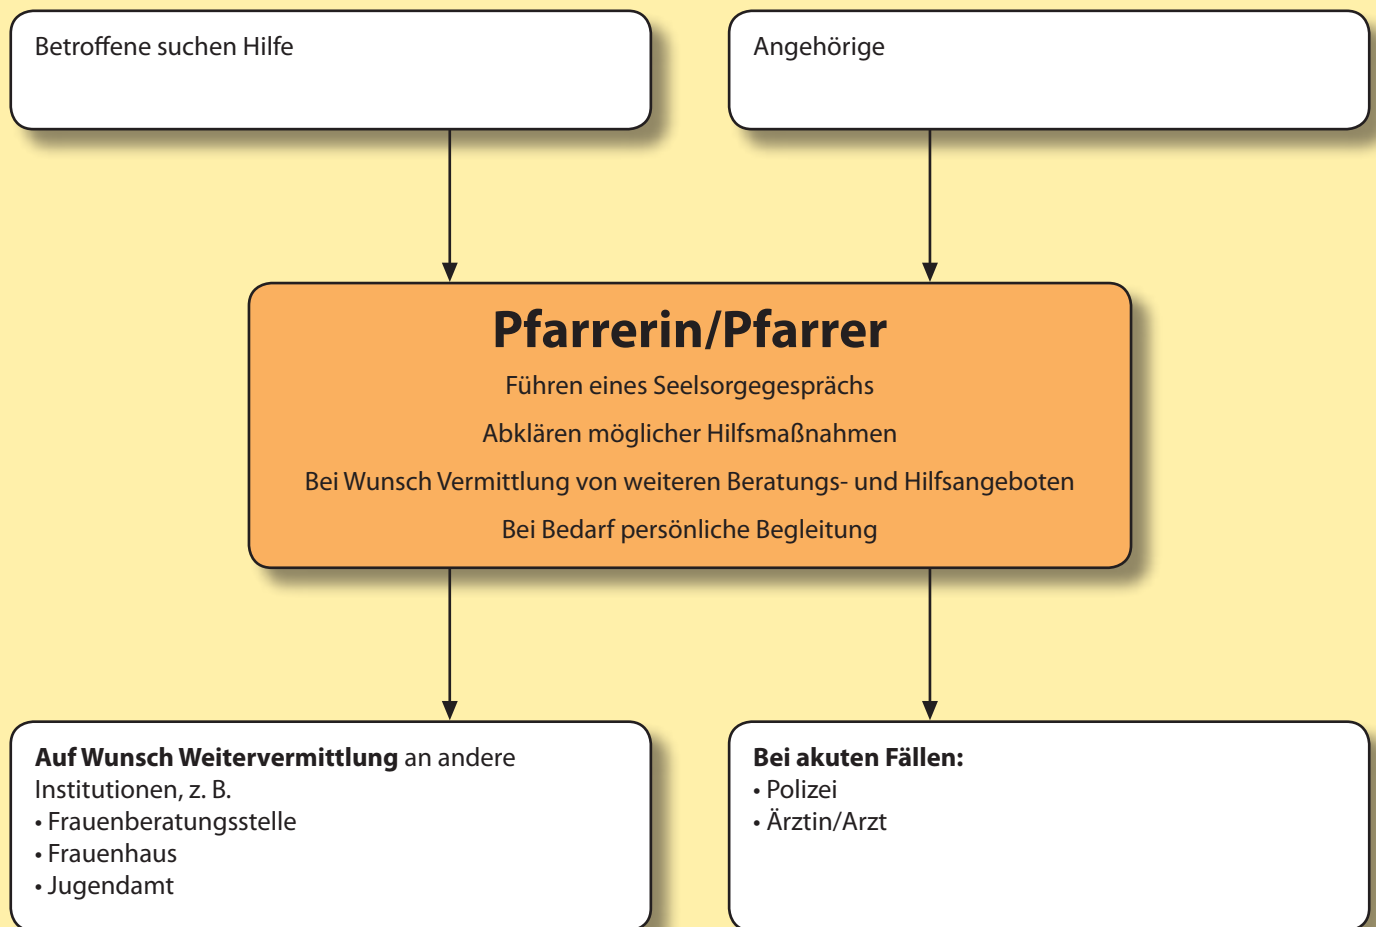 Betroffene suchen Hilfe
Angehörige
Pfarrerin/Pfarrer
Führen eines Seelsorgegesprächs
Abklären möglicher Hilfsmaßnahmen
Bei Wunsch Vermittlung von weiteren Beratungs- und Hilfsangeboten
Bei Bedarf persönliche Begleitung
Auf Wunsch Weitervermittlung an andere
Institutionen, z. B.
• Frauenberatungsstelle
• Frauenhaus
• Jugendamt
Bei akuten Fällen:
• Polizei
• Ärztin/Arzt